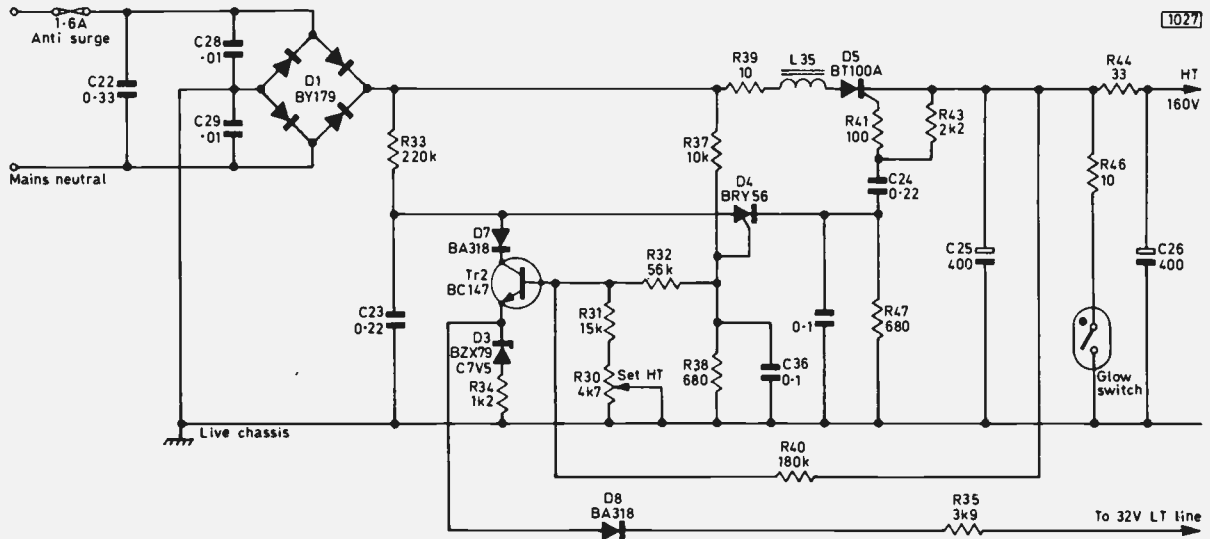 1027
1·6A
Anti surge
C22
0·33
C28
·01
C29
·01
D1
BY179
Mains neutral
R33
220k
R39
10
L35
D5
BT100A
R44
33
HT
160V
R37
10k
R41
100
R43
2k2
D4
BRY56
C24
0·22
R46
10
D7
BA318
Tr2
BC147
R32
56k
C25
400
C26
400
C23
0·22
R31
15k
0·1
R47
680
D3
BZX79
C7V5
R34
1k2
R30
4k7
Set HT
R38
680
C36
0·1
Glow
switch
Live chassis
R40
180k
D8
BA318
R35
3k9
To 32V LT line